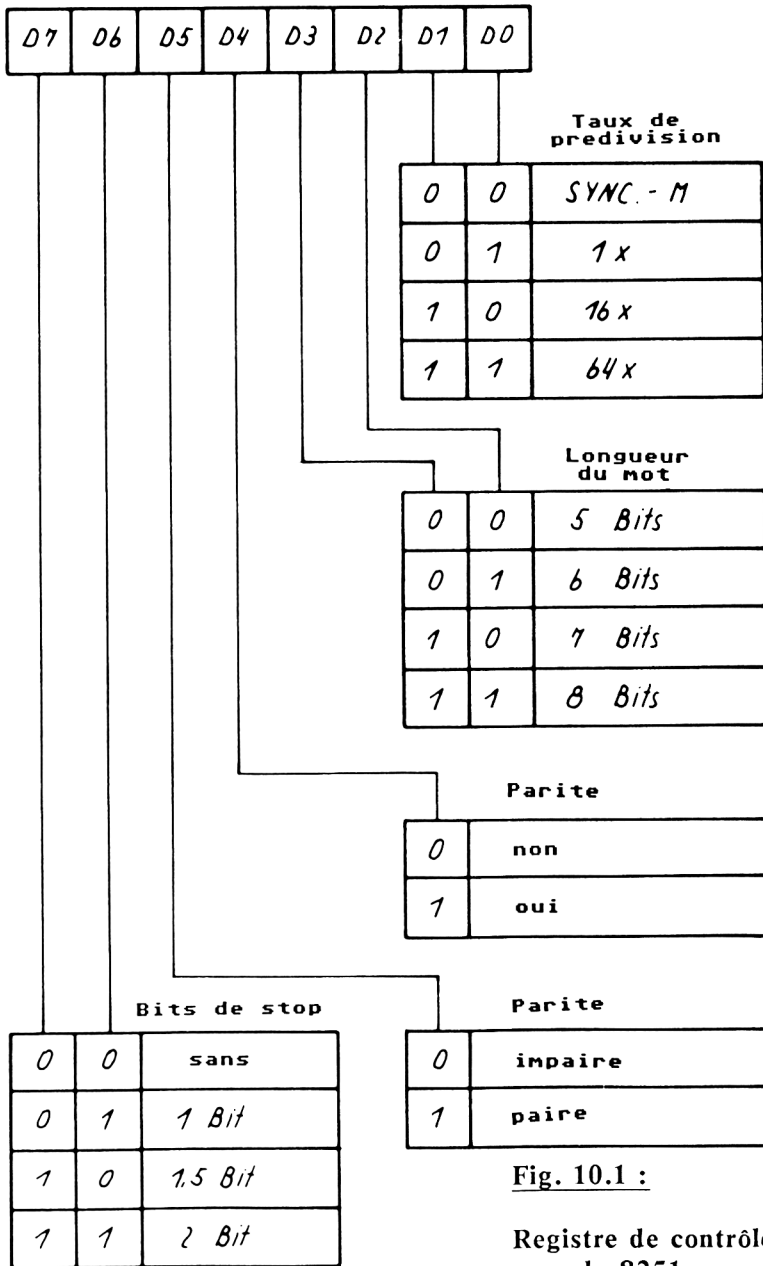 D7 D6 D5 D4 D3 D2 D1 D0
Taux de
predivision
0 0 SYNC.-M
0 1 1 x
1 0 16 x
1 1 64 x
Longueur
du mot
0 0 5 Bits
0 1 6 Bits
1 0 7 Bits
1 1 8 Bits
Parite
0 non
1 oui
Parite
0 impaire
1 paire
Bits de stop
0 0 sans
0 1 1 Bit
1 0 1,5 Bit
1 1 2 Bit
Fig. 10.1 :
Registre de contrôle
8251